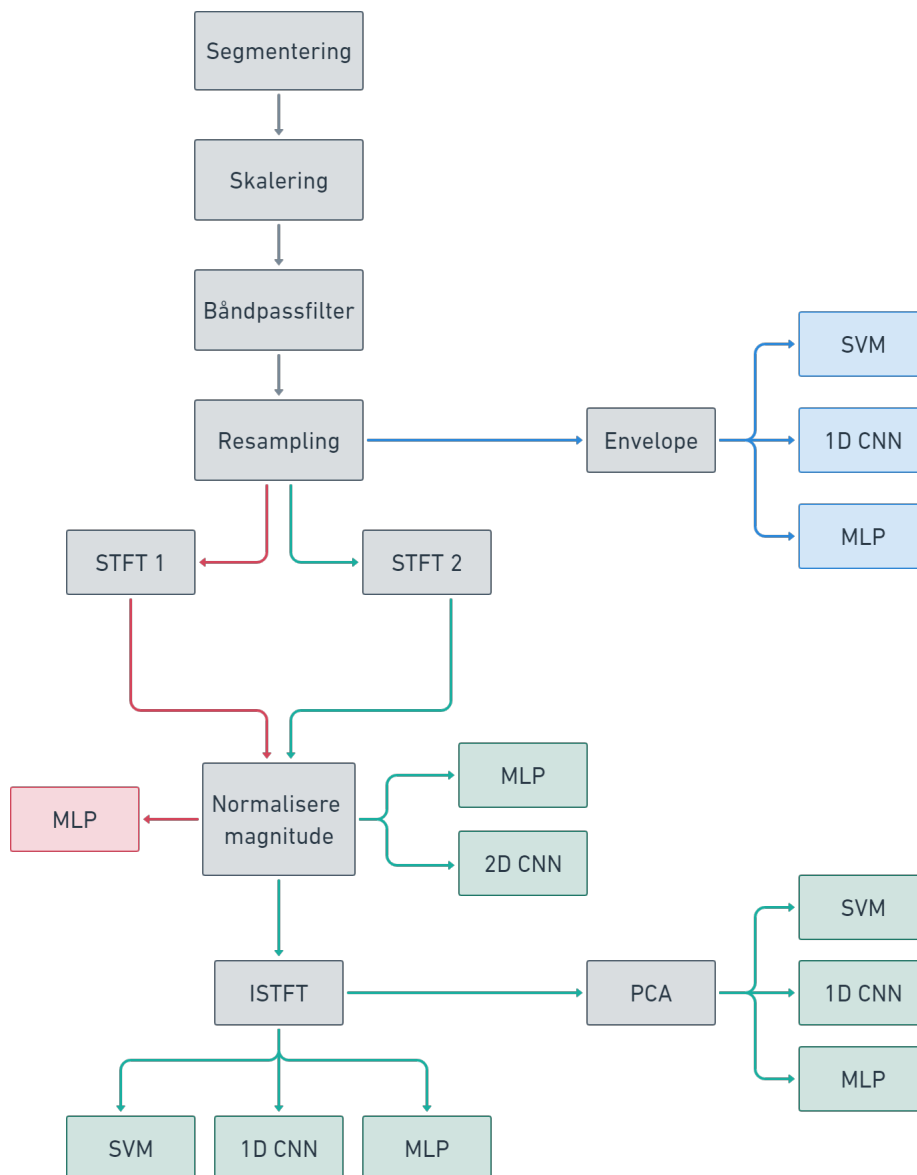 Segmentering
Skalering
Båndpassfilter
SVM
Resampling
Envelope
1D CNN
MLP
STFT 1
STFT 2
MLP
Normalisere
magnitude
MLP
2D CNN
SVM
ISTFT
PCA
1D CNN
MLP
SVM
1D CNN
MLP